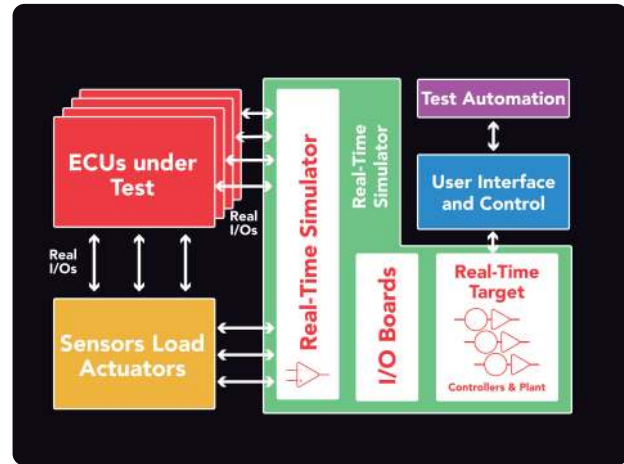 ECUs under
Test
Real
I/Os
Real
I/Os
Sensors Load
Actuators
Real-Time Simulator
Real-Time
Simulator
I/O Boards
Test Automation
User Interface
and Control
Real-Time
Target
Controllers & Plant